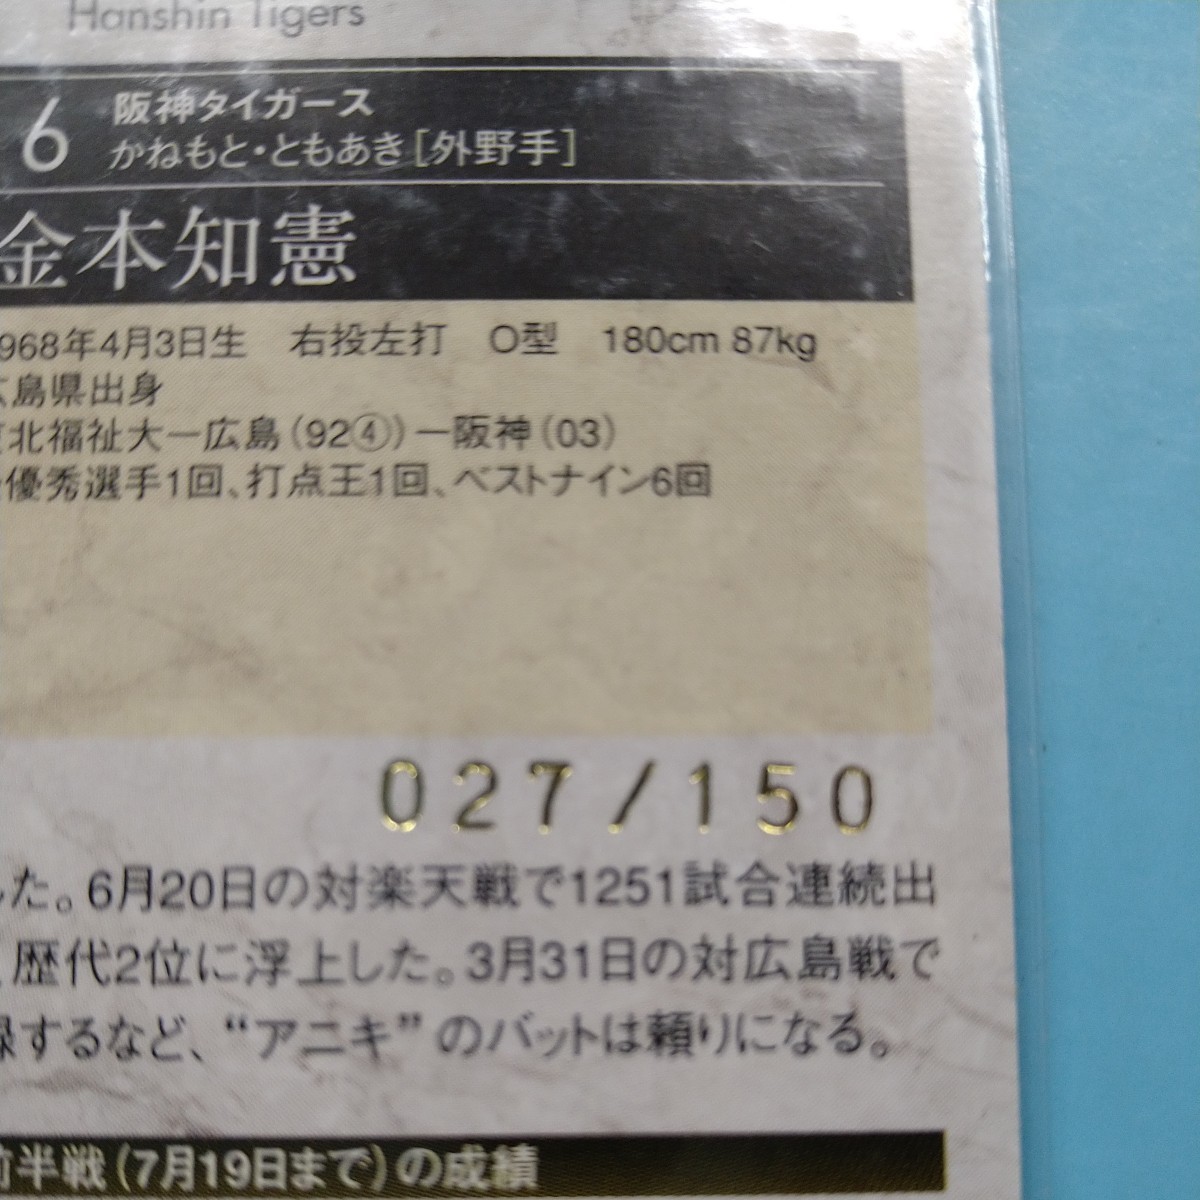 Hanshin Tigers
6 阪神タイガース
かねもと・ともあき［外野手］
金本知憲
968年4月3日生　右投左打　O型　180cm 87kg
広島県出身
北福祉大－広島（92④）－阪神（03）
優秀選手1回、打点王1回、ベストナイン6回
027/150
した。6月20日の対楽天戦で1251試合連続出
歴代2位に浮上した。3月31日の対広島戦で
録するなど、“アニキ”のバットは頼りになる。
前半戦（7月19日まで）の成績